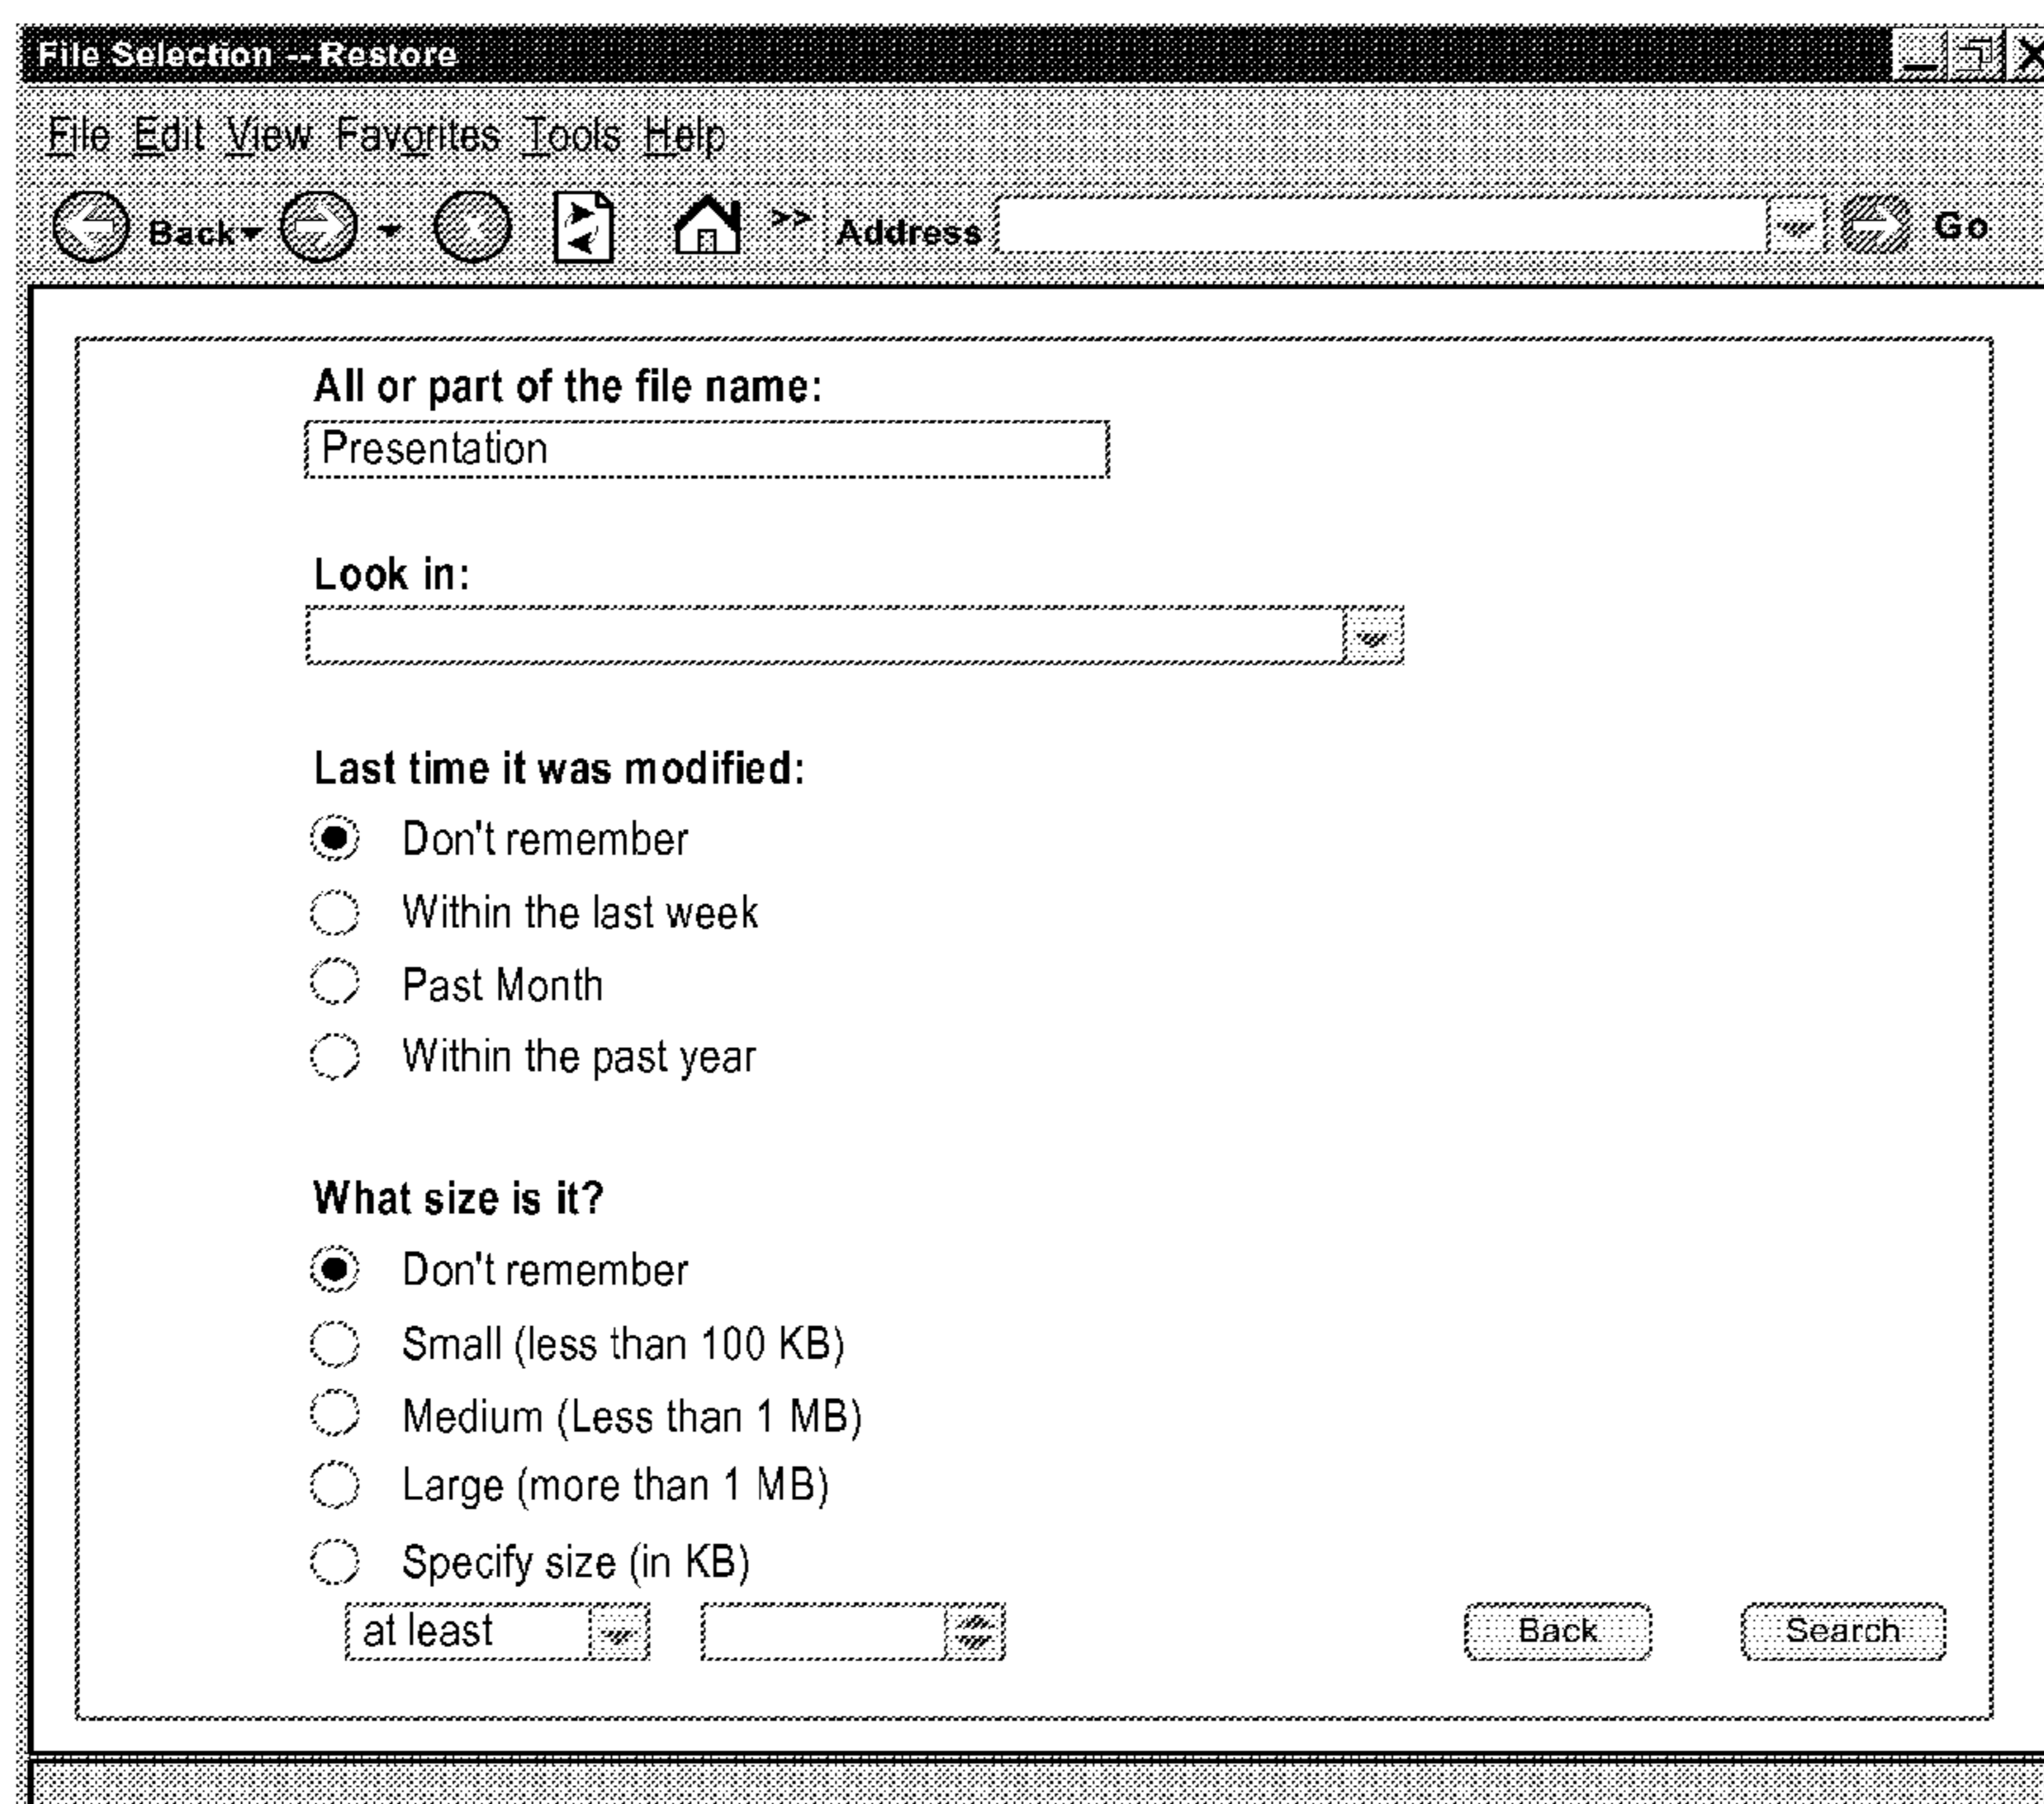 File Selection -- Restore
File Edit View Favorites Tools Help
Back >> Address Go
All or part of the file name:
Presentation
Look in:
Last time it was modified:
Don't remember
Within the last week
Past Month
Within the past year
What size is it?
Don't remember
Small (less than 100 KB)
Medium (Less than 1 MB)
Large (more than 1 MB)
Specify size (in KB)
at least Back Search